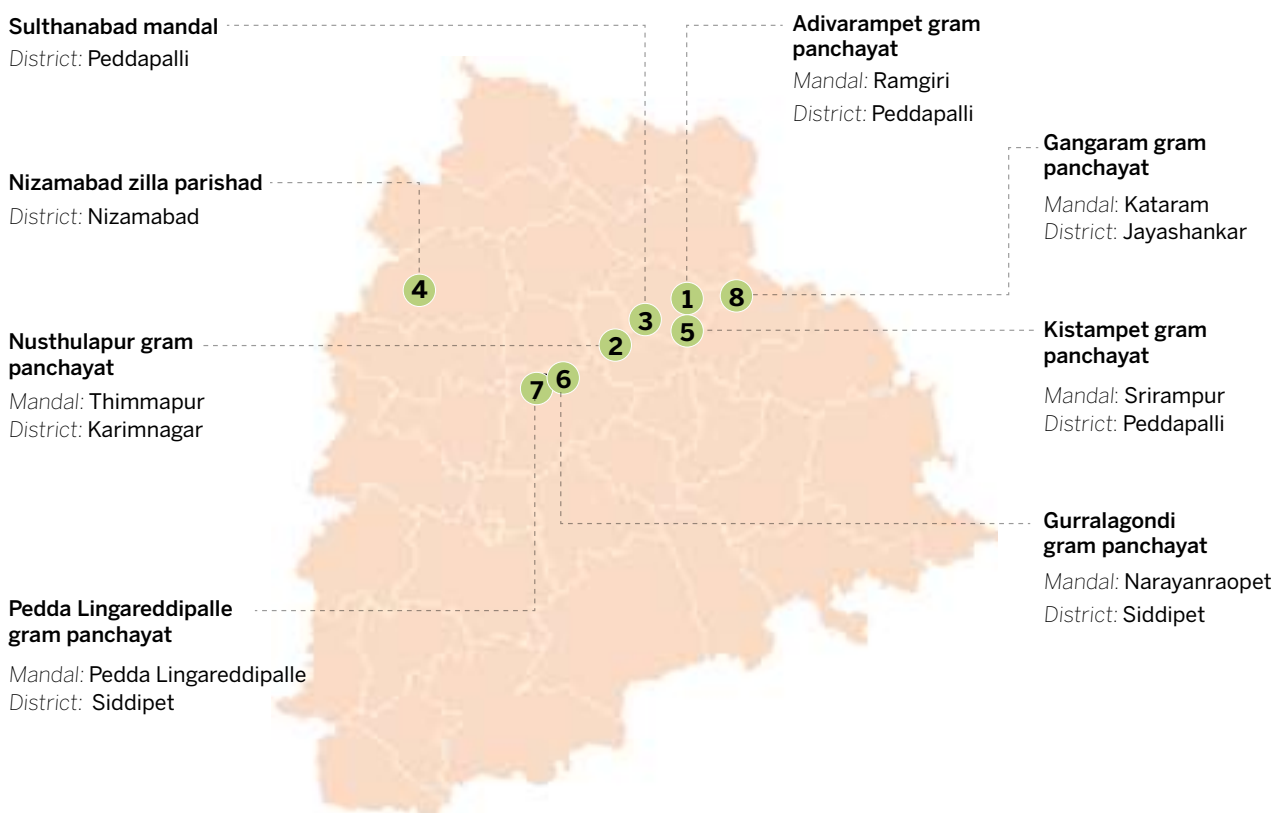 Sulthanabad mandal
District: Peddapalli
Adivarampet gram
panchayat
Mandal: Ramgiri
District: Peddapalli
Gangaram gram
panchayat
Mandal: Kataram
District: Jayashankar
Nizamabad zilla parishad
District: Nizamabad
4
1
8
3
5
2
6
7
Nusthulapur gram
panchayat
Mandal: Thimmapur
District: Karimnagar
Kistampet gram
panchayat
Mandal: Srirampur
District: Peddapalli
Gurralagondi
gram panchayat
Mandal: Narayanraopet
District: Siddipet
Pedda Lingareddipalle
gram panchayat
Mandal: Pedda Lingareddipalle
District: Siddipet